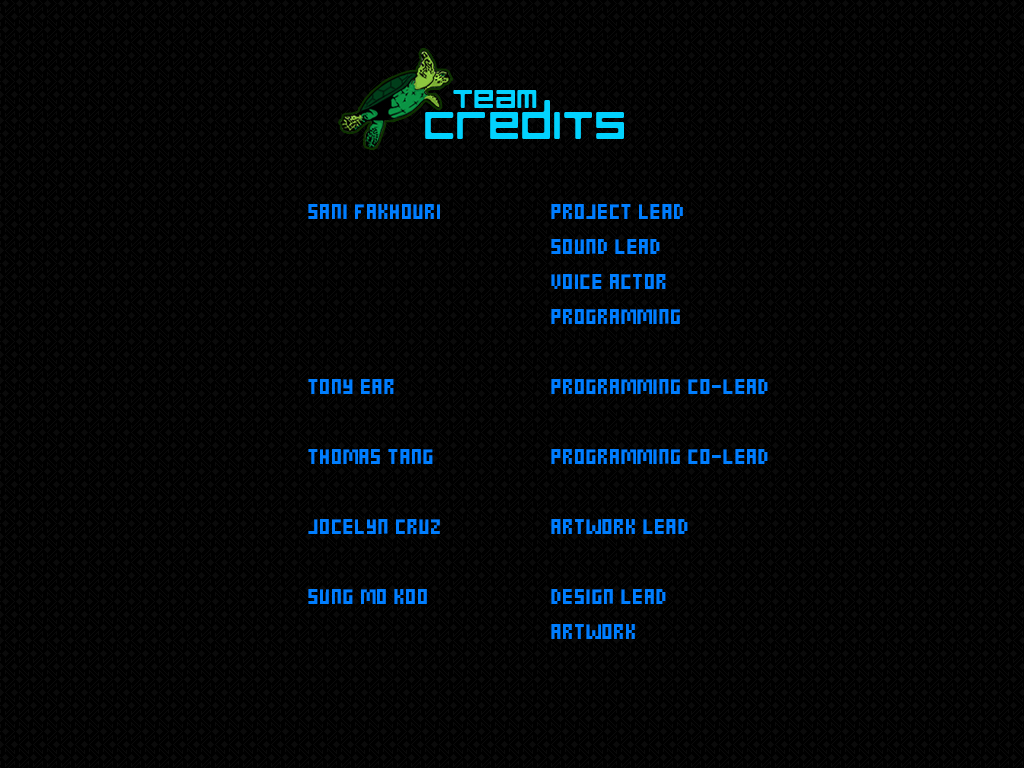 Team
credits
SANI FAKHOURI PROJECT LEAD
SOUND LEAD
VOICE ACTOR
PROGRAMMING
TONY EAR PROGRAMMING CO-LEAD
THOMAS TANG PROGRAMMING CO-LEAD
JOCELYN CRUZ ARTWORK LEAD
SUNG MO KOO DESIGN LEAD
ARTWORK